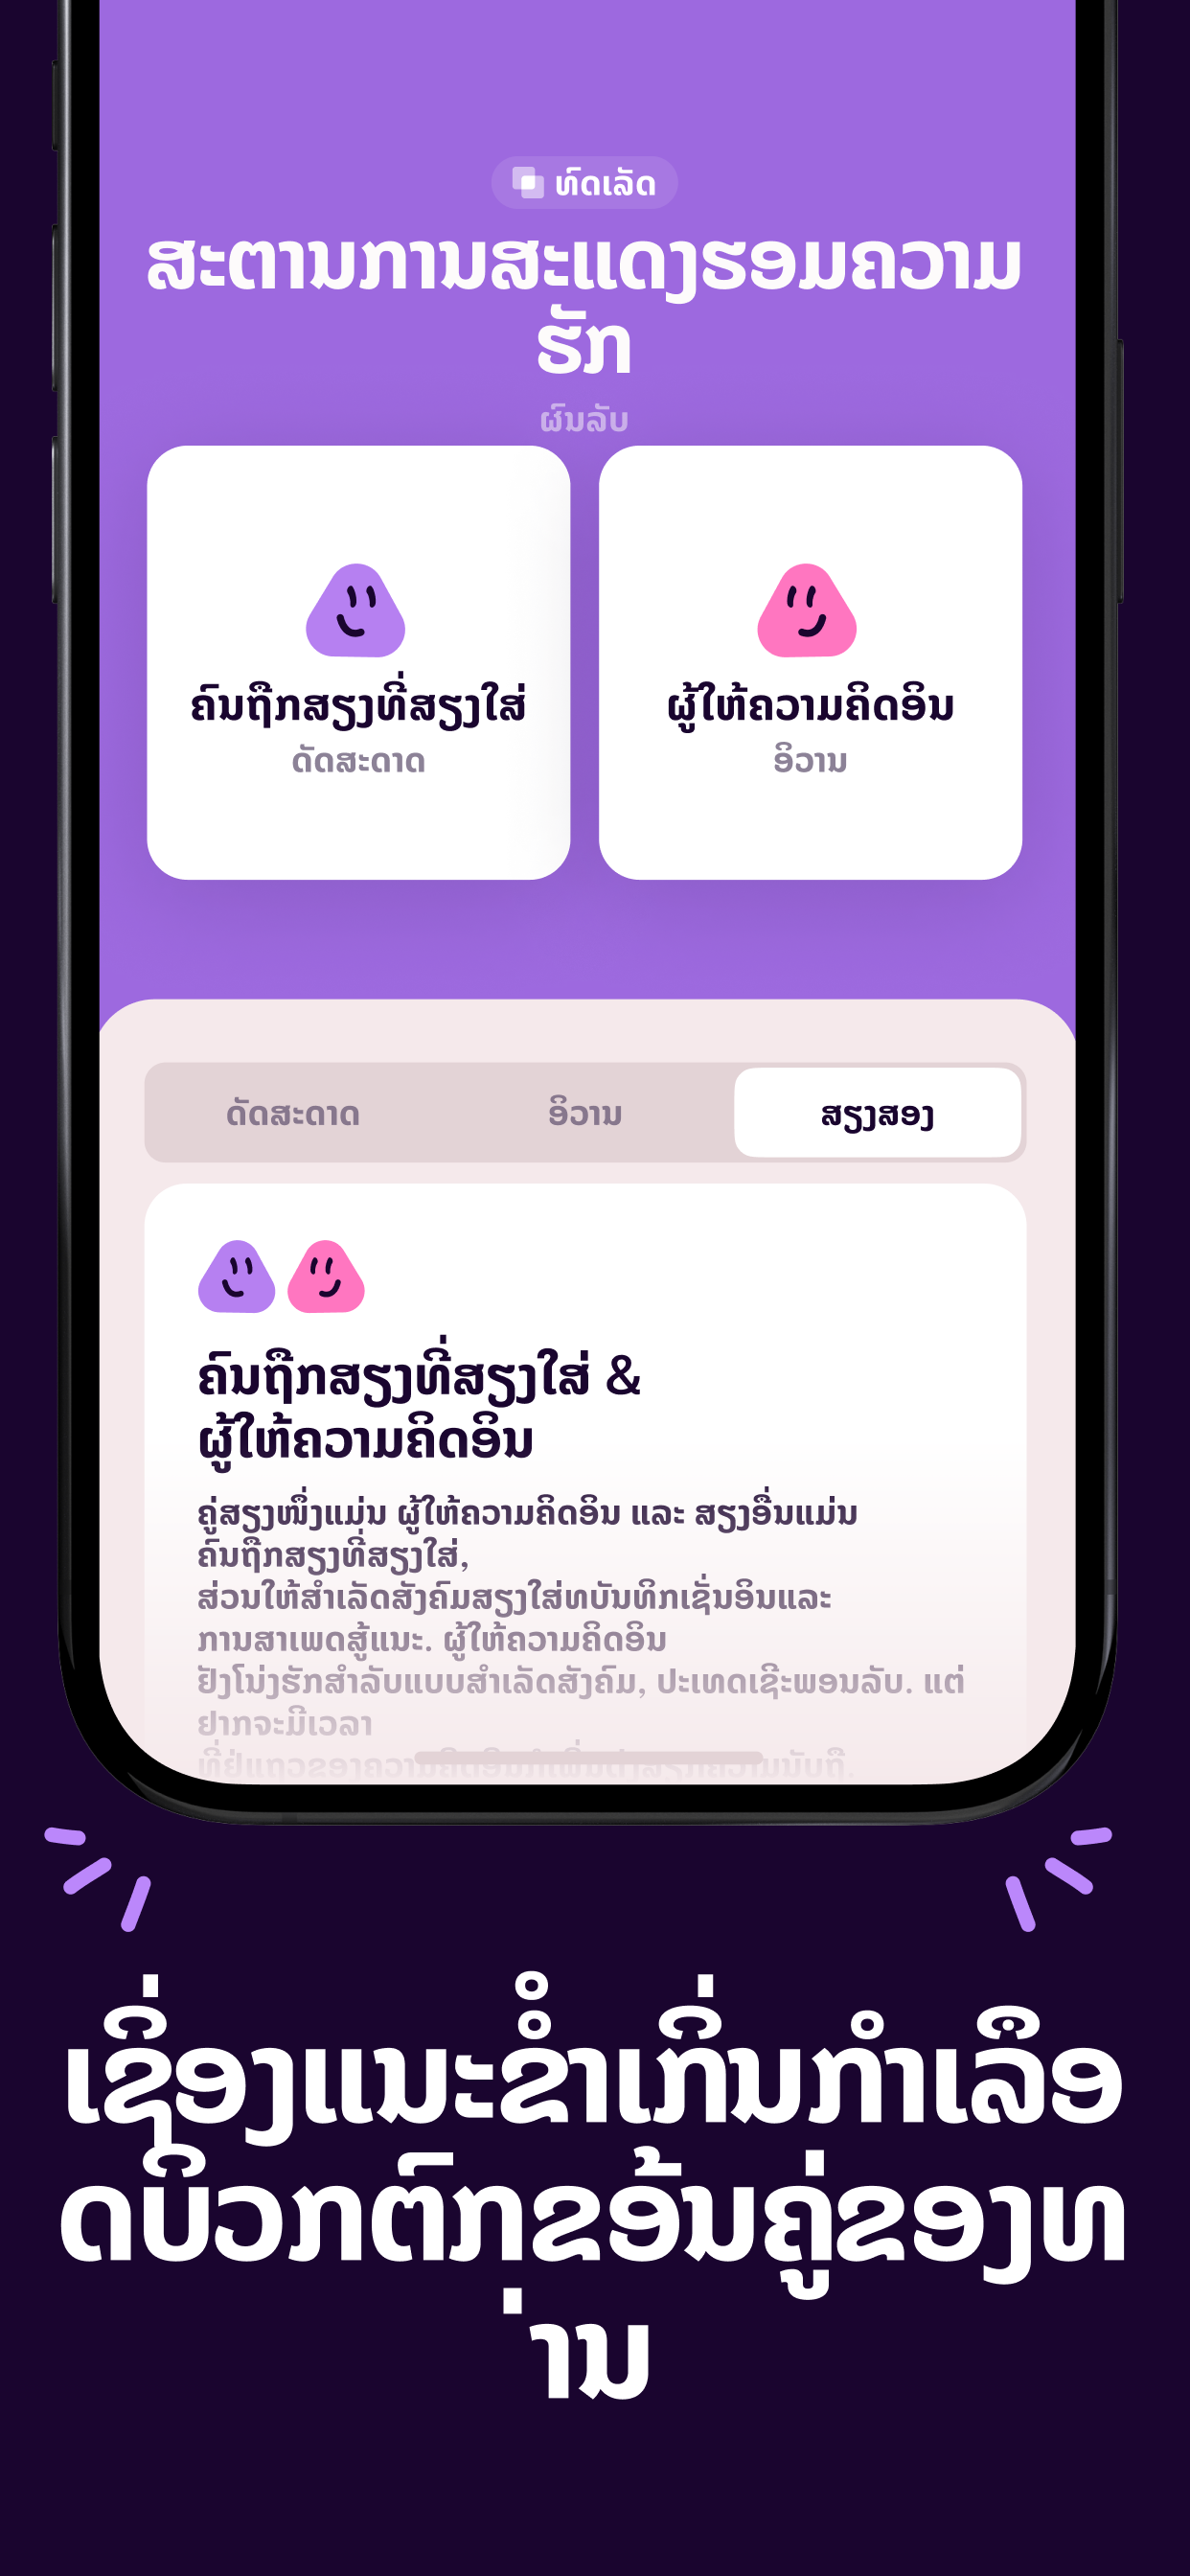 ທົດເລັດ
ສະຕານການສະແດງຮອມຄວາມ
ຮັກ
ຜົນລັບ
ຄົນຖືກສຽງທີ່ສຽງໃສ່
ດັດສະດາດ
ຜູ້ໃຫ້ຄວາມຄິດອິນ
ອິວານ
ດັດສະດາດ
ອິວານ
ສຽງສອງ
ຄົນຖືກສຽງທີ່ສຽງໃສ່ &
ຜູ້ໃຫ້ຄວາມຄິດອິນ
ຄູ່ສຽງໜຶ່ງແມ່ນ ຜູ້ໃຫ້ຄວາມຄິດອິນ ແລະ ສຽງອື່ນແມ່ນ
ຄົນຖືກສຽງທີ່ສຽງໃສ່,
ສ່ວນໃຫ້ສຳເລັດສັງຄົມສຽງໃສ່ທບັນທຶກເຊັ່ນອິນແລະ
ການສາເພດສູ້ແນະ. ຜູ້ໃຫ້ຄວາມຄິດອິນ
ຢັງໂນ່ງຮັກສຳລັບແບບສຳເລັດສັງຄົມ, ປະເທດເຊີະພອນລັບ. ແຕ່
ຢາກຈະມີເວລາ
ເຊິ່ອງແນະຂໍຳເກິ່ນກຳເລືອ
ດບິວກຕົກຂອ້ນຄູ່ຂອງທ
່ານ